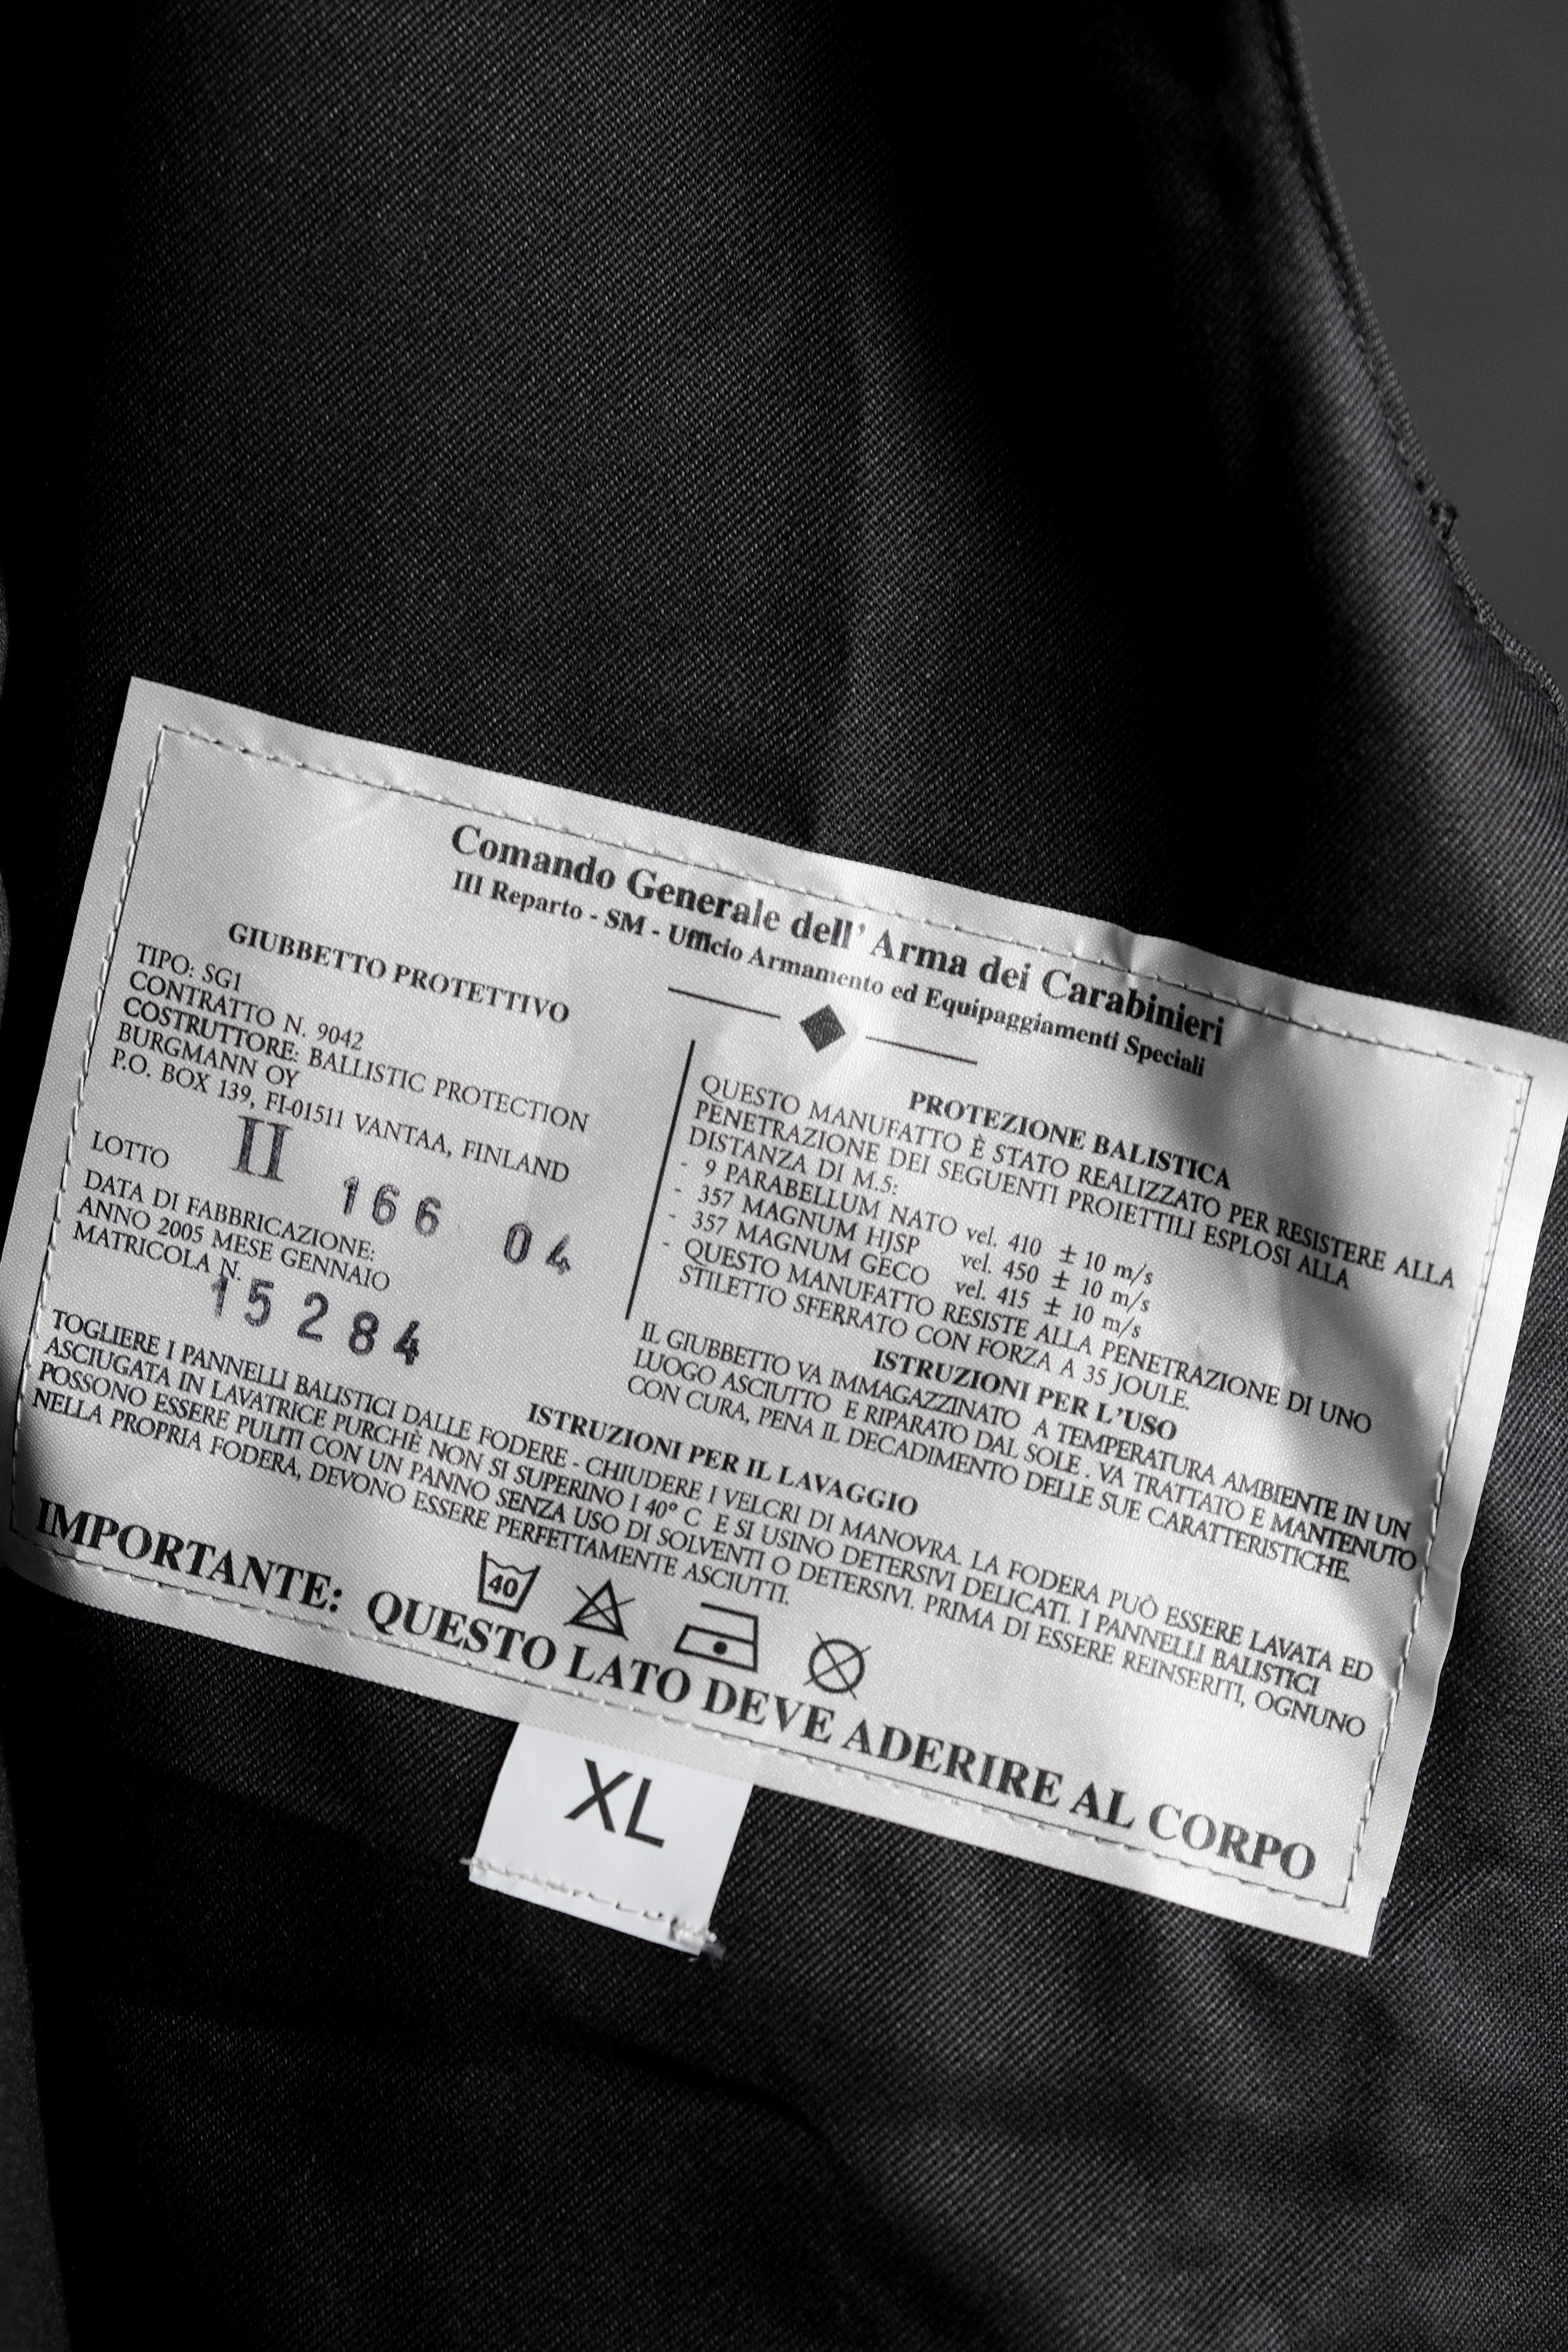 Comando Generale dell' Arma dei Carabinieri
III Reparto - SM - Ufficio Armamento ed Equipaggiamenti Speciali
GIUBBETTO PROTETTIVO
TIPO: SG1
CONTRATTO N. 9042
COSTRUTTORE: BALLISTIC PROTECTION
BURGMANN OY
P.O. BOX 139, FI-01511 VANTAA, FINLAND
LOTTO II 166 04
DATA DI FABBRICAZIONE:
ANNO 2005 MESE GENNAIO
MATRICOLA N.
15284
PROTEZIONE BALISTICA
QUESTO MANUFATTO È STATO REALIZZATO PER RESISTERE ALLA
PENETRAZIONE DEI SEGUENTI PROIETTILI ESPLOSI ALLA
DISTANZA DI M.5:
- 9 PARABELLUM NATO vel. 410 ± 10 m/s
- 357 MAGNUM HJSP vel. 450 ± 10 m/s
- 357 MAGNUM GECO vel. 415 ± 10 m/s
- QUESTO MANUFATTO RESISTE ALLA PENETRAZIONE DI UNO
STILETTO SFERRATO CON FORZA A 35 JOULE.
ISTRUZIONI PER L'USO
IL GIUBBETTO VA IMMAGAZZINATO A TEMPERATURA AMBIENTE IN UN
LUOGO ASCIUTTO E RIPARATO DAL SOLE . VA TRATTATO E MANTENUTO
CON CURA, PENA IL DECADIMENTO DELLE SUE CARATTERISTICHE.
ISTRUZIONI PER IL LAVAGGIO
TOGLIERE I PANNELLI BALISTICI DALLE FODERE - CHIUDERE I VELCRI DI MANOVRA. LA FODERA PUÒ ESSERE LAVATA ED
ASCIUGATA IN LAVATRICE PURCHÈ NON SI SUPERINO I 40° C E SI USINO DETERSIVI DELICATI. I PANNELLI BALISTICI
POSSONO ESSERE PULITI CON UN PANNO SENZA USO DI SOLVENTI O DETERSIVI. PRIMA DI ESSERE REINSERITI, OGNUNO
NELLA PROPRIA FODERA, DEVONO ESSERE PERFETTAMENTE ASCIUTTI.
40
IMPORTANTE: QUESTO LATO DEVE ADERIRE AL CORPO
XL